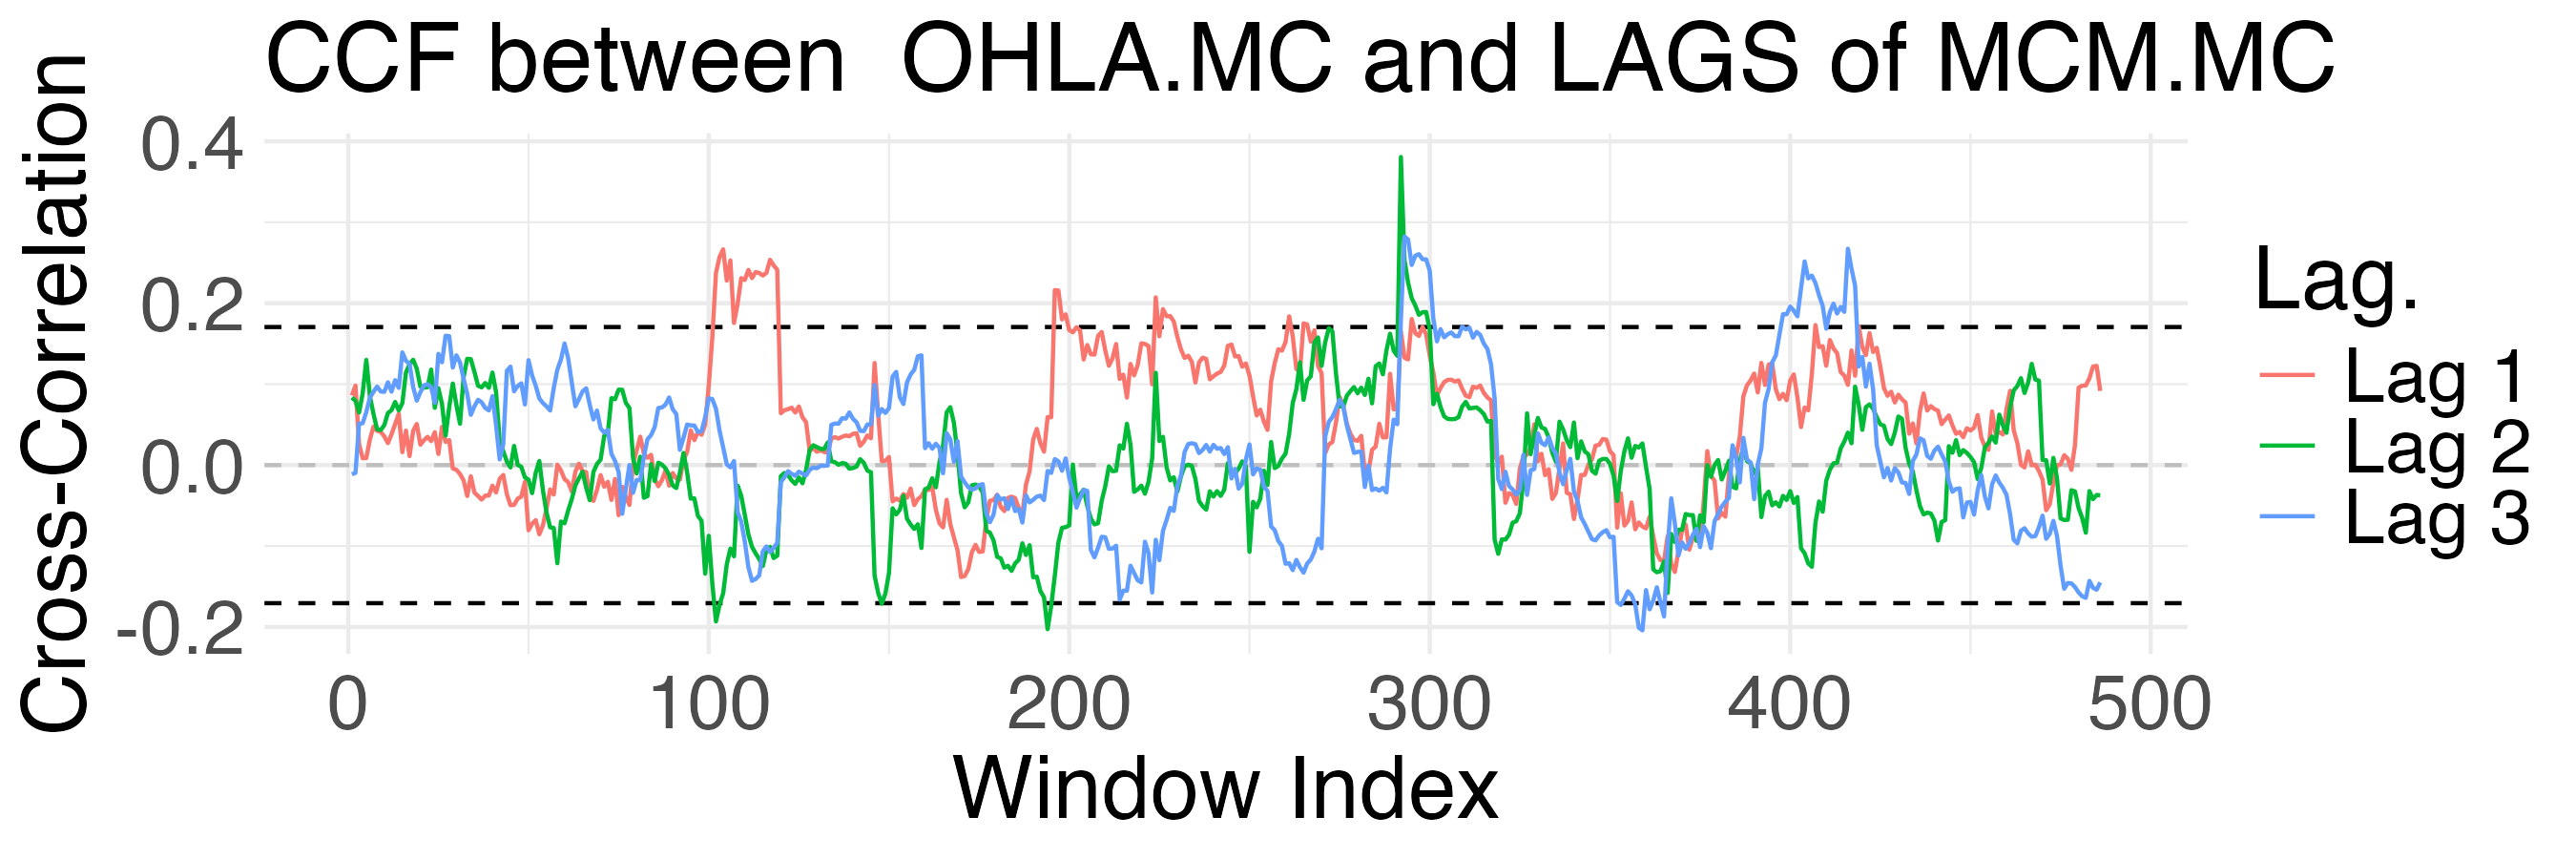 CCF between  OHLA.MC and LAGS of MCM.MC
Cross-Correlation
0.4
0.2
0.0
-0.2
0 100 200 300 400 500
Window Index
Lag.
Lag 1
Lag 2
Lag 3